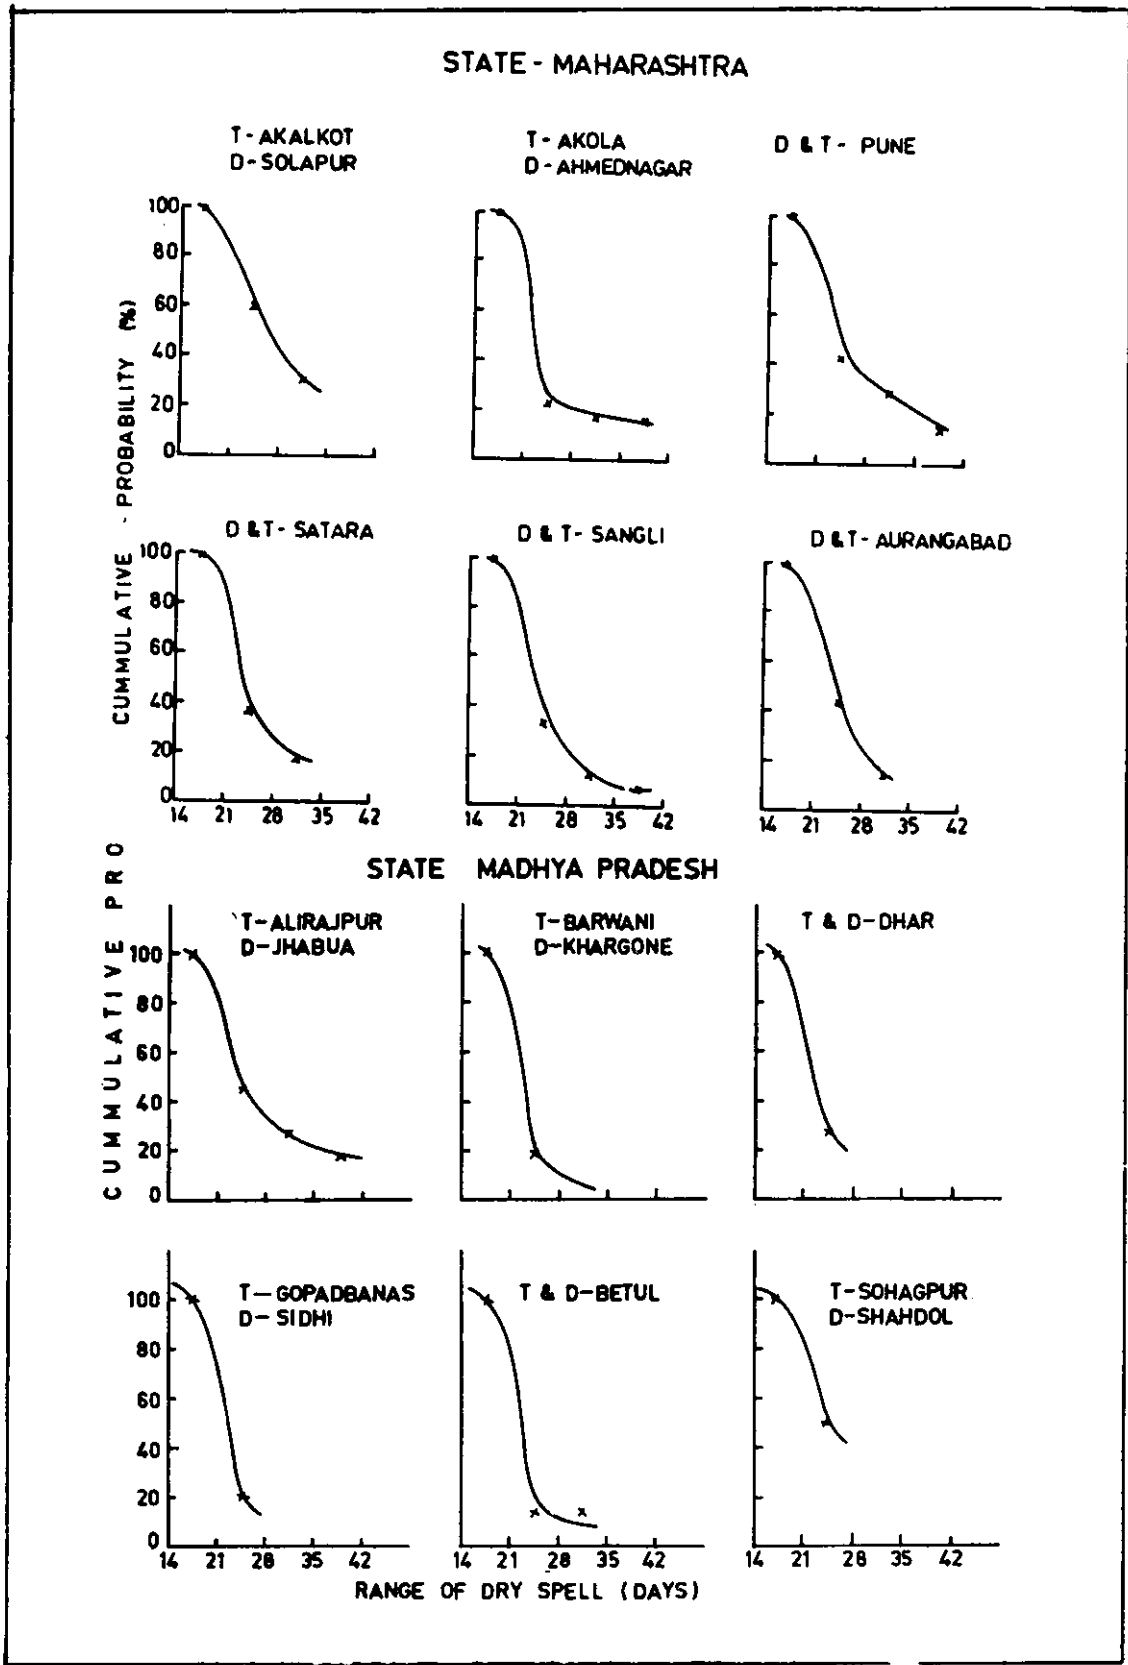 STATE - MAHARASHTRA
T - AKALKOT
D - SOLAPUR
T - AKOLA
D - AHMEDNAGAR
D & T - PUNE
100
80
60
40
20
0
D & T - SATARA
D & T - SANGLI
D & T - AURANGABAD
100
80
60
40
20
0
14 21 28 35 42
14 21 28 35 42
14 21 28 35 42
CUMMULATIVE - PROBABILITY (%)
STATE MADHYA PRADESH
T - ALIRAJPUR
D - JHABUA
T - BARWANI
D - KHARGONE
T & D - DHAR
100
80
60
40
20
0
T - GOPADBANAS
D - SIDHI
T & D - BETUL
T - SOHAGPUR
D - SHAHDOL
100
80
60
40
20
0
14 21 28 35 42
14 21 28 35 42
14 21 28 35 42
CUMMULATIVE PRO
RANGE OF DRY SPELL (DAYS)